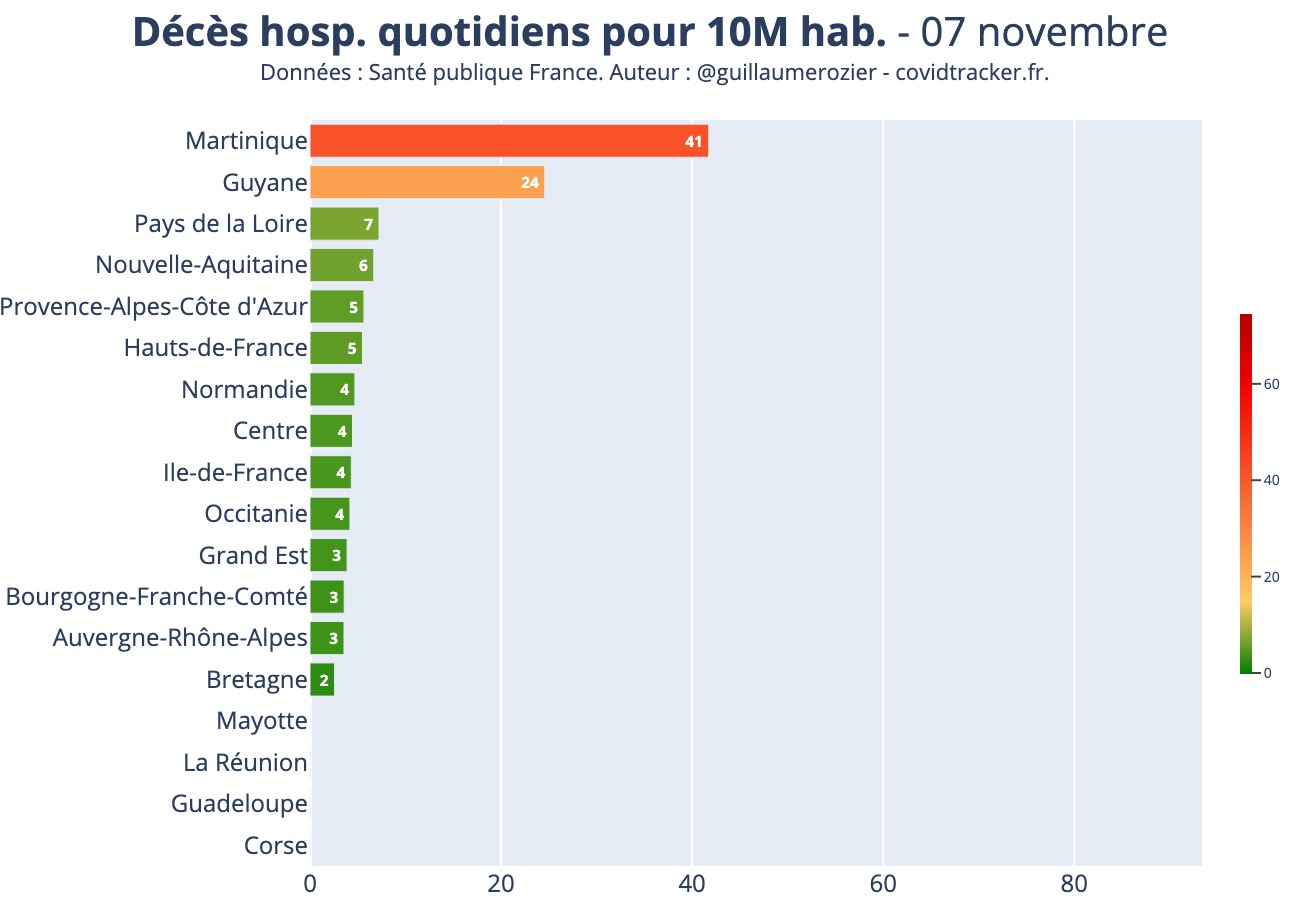 Décès hosp. quotidiens pour 10M hab. - 07 novembre
Données : Santé publique France. Auteur : @guillaumerozier - covidtracker.fr.
Martinique 41
Guyane 24
Pays de la Loire 7
Nouvelle-Aquitaine 6
Provence-Alpes-Côte d'Azur 5
Hauts-de-France 5
Normandie 4
Centre 4
Ile-de-France 4
Occitanie 4
Grand Est 3
Bourgogne-Franche-Comté 3
Auvergne-Rhône-Alpes 3
Bretagne 2
Mayotte
La Réunion
Guadeloupe
Corse
0 20 40 60 80
60
40
20
0